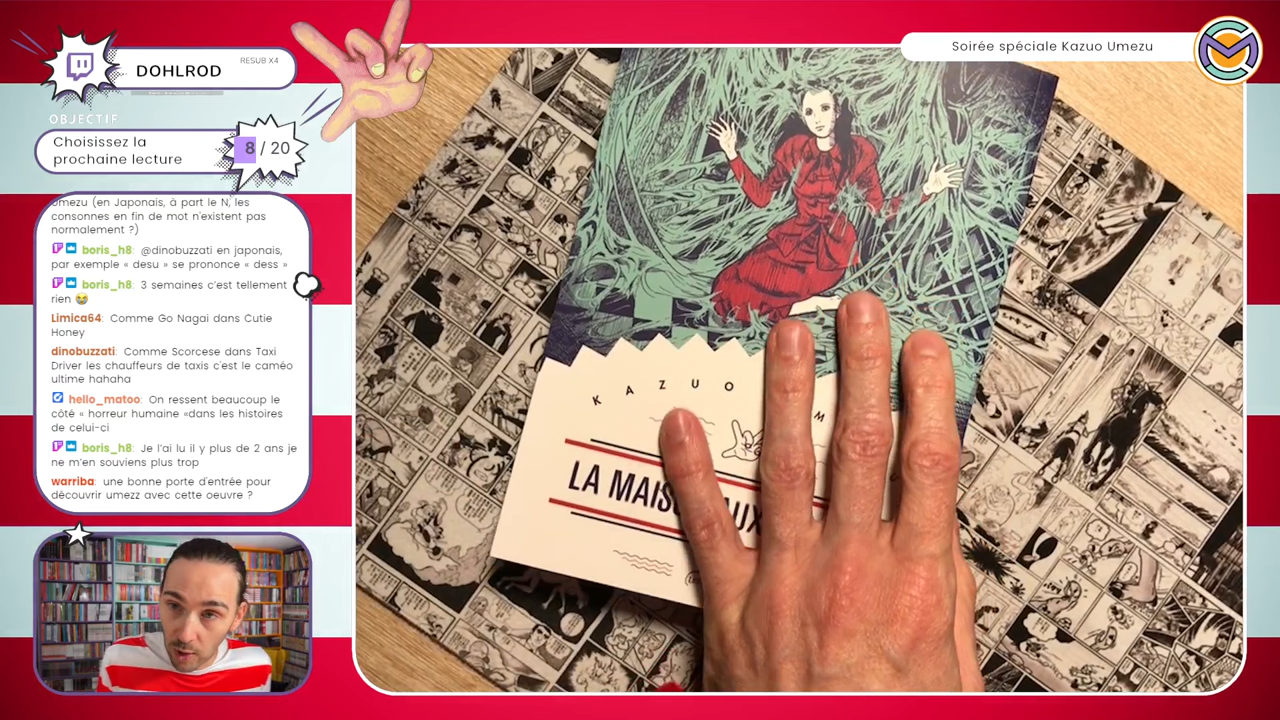 DOHLROD
RESUB X4
OBJECTIF
Choisissez la
prochaine lecture
8 / 20
Umezu (en Japonais, à part le N, les
consonnes en fin de mot n'existent pas
normalement ?)
boris_h8: @dinobuzzati en japonais,
par exemple « desu » se prononce « dess »
boris_h8: 3 semaines c'est tellement
rien 😭
Limica64: Comme Go Nagai dans Cutie
Honey
dinobuzzati: Comme Scorcese dans Taxi
Driver les chauffeurs de taxis c'est le caméo
ultime hahaha
hello_matoo: On ressent beaucoup le
côté « horreur humaine «dans les histoires
de celui-ci
boris_h8: Je l'ai lu il y plus de 2 ans je
ne m'en souviens plus trop
warriba: une bonne porte d'entrée pour
découvrir umezz avec cette oeuvre ?
Soirée spéciale Kazuo Umezu
KAZUO M
LA MAIS AUX